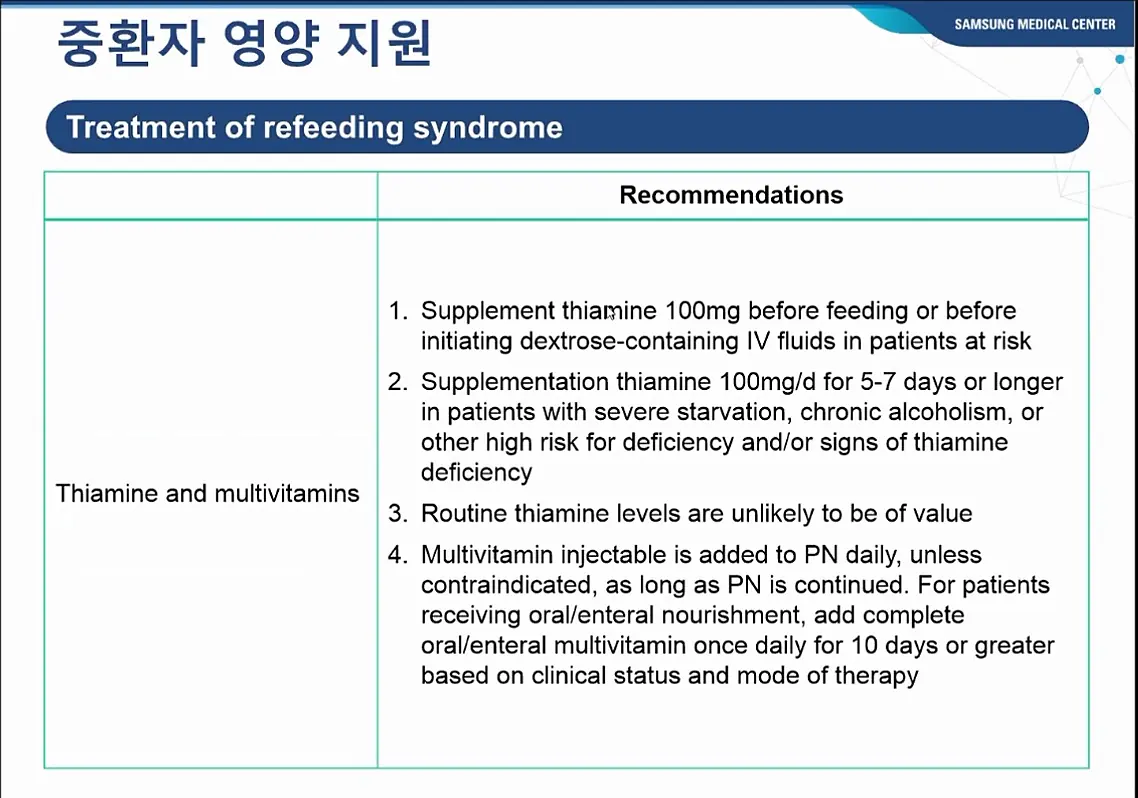 중환자 영양 지원
SAMSUNG MEDICAL CENTER
Treatment of refeeding syndrome
Recommendations
Thiamine and multivitamins
1. Supplement thiamine 100mg before feeding or before
initiating dextrose-containing IV fluids in patients at risk
2. Supplementation thiamine 100mg/d for 5-7 days or longer
in patients with severe starvation, chronic alcoholism, or
other high risk for deficiency and/or signs of thiamine
deficiency
3. Routine thiamine levels are unlikely to be of value
4. Multivitamin injectable is added to PN daily, unless
contraindicated, as long as PN is continued. For patients
receiving oral/enteral nourishment, add complete
oral/enteral multivitamin once daily for 10 days or greater
based on clinical status and mode of therapy